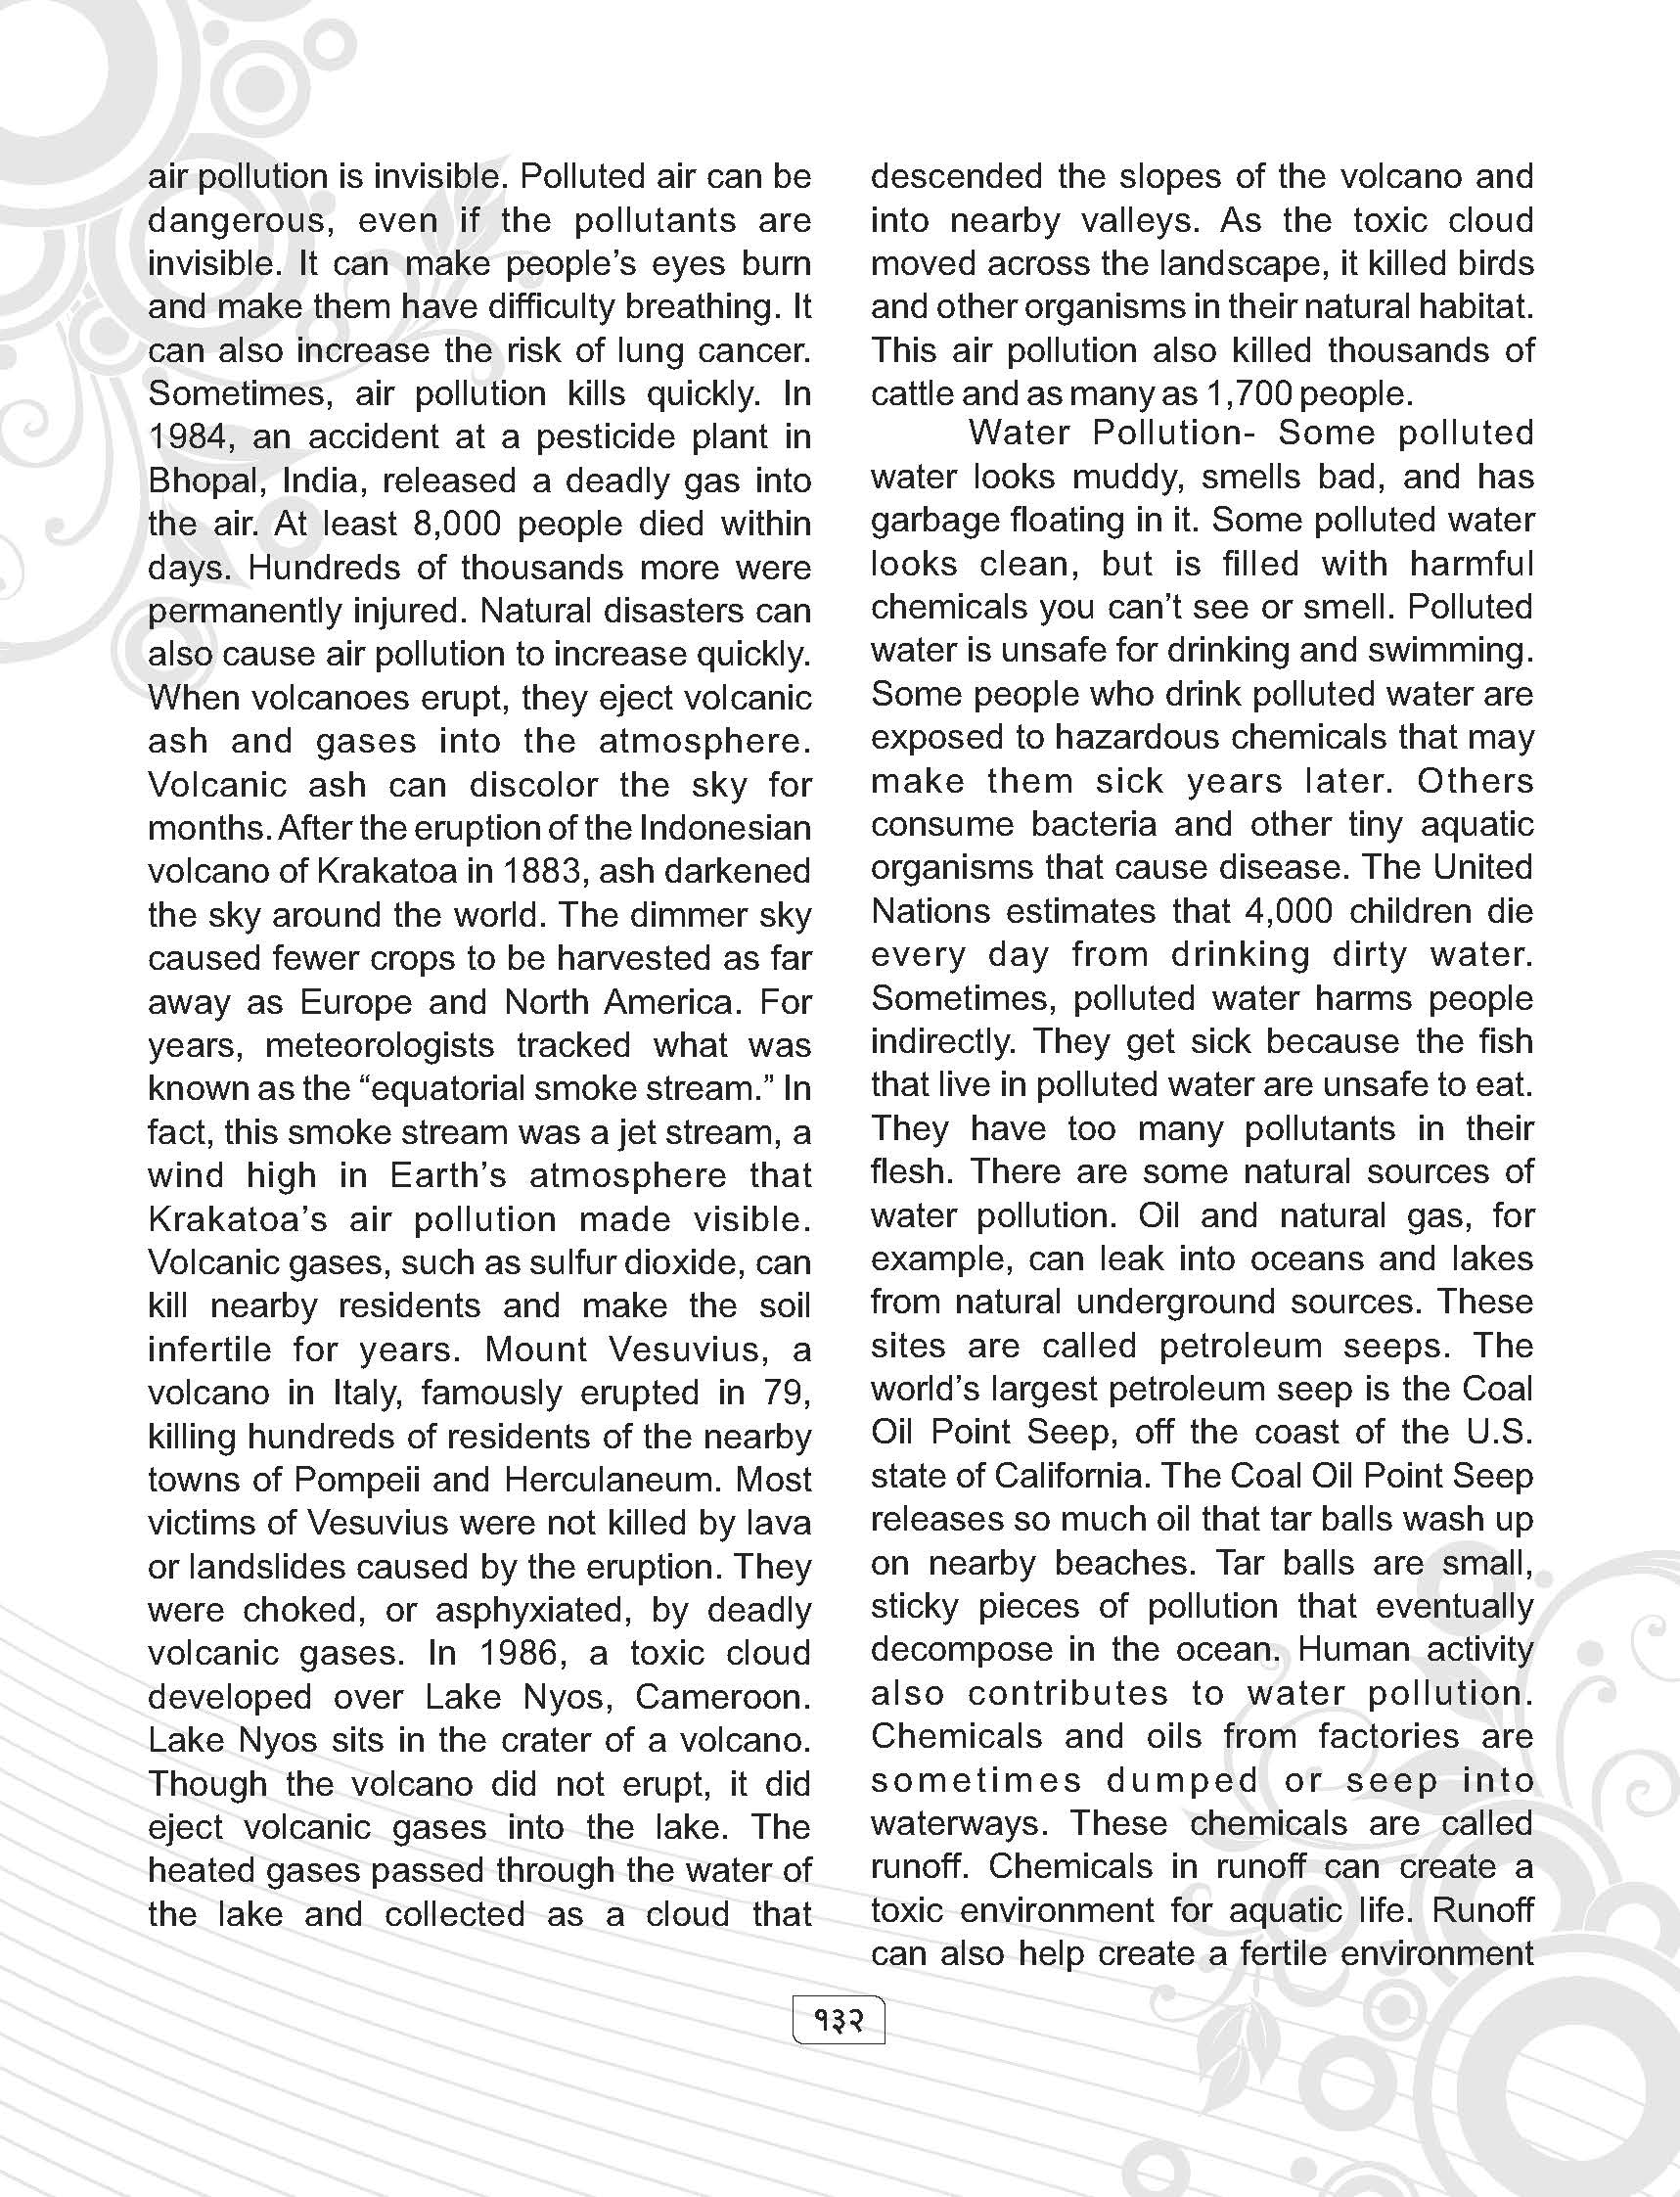 air pollution is invisible. Polluted air can be
dangerous, even if the pollutants are
invisible. It can make people’s eyes burn
and make them have difficulty breathing. It
can also increase the risk of lung cancer.
Sometimes, air pollution kills quickly. In
1984, an accident at a pesticide plant in
Bhopal, India, released a deadly gas into
the air. At least 8,000 people died within
days. Hundreds of thousands more were
permanently injured. Natural disasters can
also cause air pollution to increase quickly.
When volcanoes erupt, they eject volcanic
ash and gases into the atmosphere.
Volcanic ash can discolor the sky for
months. After the eruption of the Indonesian
volcano of Krakatoa in 1883, ash darkened
the sky around the world. The dimmer sky
caused fewer crops to be harvested as far
away as Europe and North America. For
years, meteorologists tracked what was
known as the “equatorial smoke stream.” In
fact, this smoke stream was a jet stream, a
wind high in Earth’s atmosphere that
Krakatoa’s air pollution made visible.
Volcanic gases, such as sulfur dioxide, can
kill nearby residents and make the soil
infertile for years. Mount Vesuvius, a
volcano in Italy, famously erupted in 79,
killing hundreds of residents of the nearby
towns of Pompeii and Herculaneum. Most
victims of Vesuvius were not killed by lava
or landslides caused by the eruption. They
were choked, or asphyxiated, by deadly
volcanic gases. In 1986, a toxic cloud
developed over Lake Nyos, Cameroon.
Lake Nyos sits in the crater of a volcano.
Though the volcano did not erupt, it did
eject volcanic gases into the lake. The
heated gases passed through the water of
the lake and collected as a cloud that
descended the slopes of the volcano and
into nearby valleys. As the toxic cloud
moved across the landscape, it killed birds
and other organisms in their natural habitat.
This air pollution also killed thousands of
cattle and as many as 1,700 people.
Water Pollution- Some polluted
water looks muddy, smells bad, and has
garbage floating in it. Some polluted water
looks clean, but is filled with harmful
chemicals you can’t see or smell. Polluted
water is unsafe for drinking and swimming.
Some people who drink polluted water are
exposed to hazardous chemicals that may
make them sick years later. Others
consume bacteria and other tiny aquatic
organisms that cause disease. The United
Nations estimates that 4,000 children die
every day from drinking dirty water.
Sometimes, polluted water harms people
indirectly. They get sick because the fish
that live in polluted water are unsafe to eat.
They have too many pollutants in their
flesh. There are some natural sources of
water pollution. Oil and natural gas, for
example, can leak into oceans and lakes
from natural underground sources. These
sites are called petroleum seeps. The
world’s largest petroleum seep is the Coal
Oil Point Seep, off the coast of the U.S.
state of California. The Coal Oil Point Seep
releases so much oil that tar balls wash up
on nearby beaches. Tar balls are small,
sticky pieces of pollution that eventually
decompose in the ocean. Human activity
also contributes to water pollution.
Chemicals and oils from factories are
sometimes dumped or seep into
waterways. These chemicals are called
runoff. Chemicals in runoff can create a
toxic environment for aquatic life. Runoff
can also help create a fertile environment
१३२